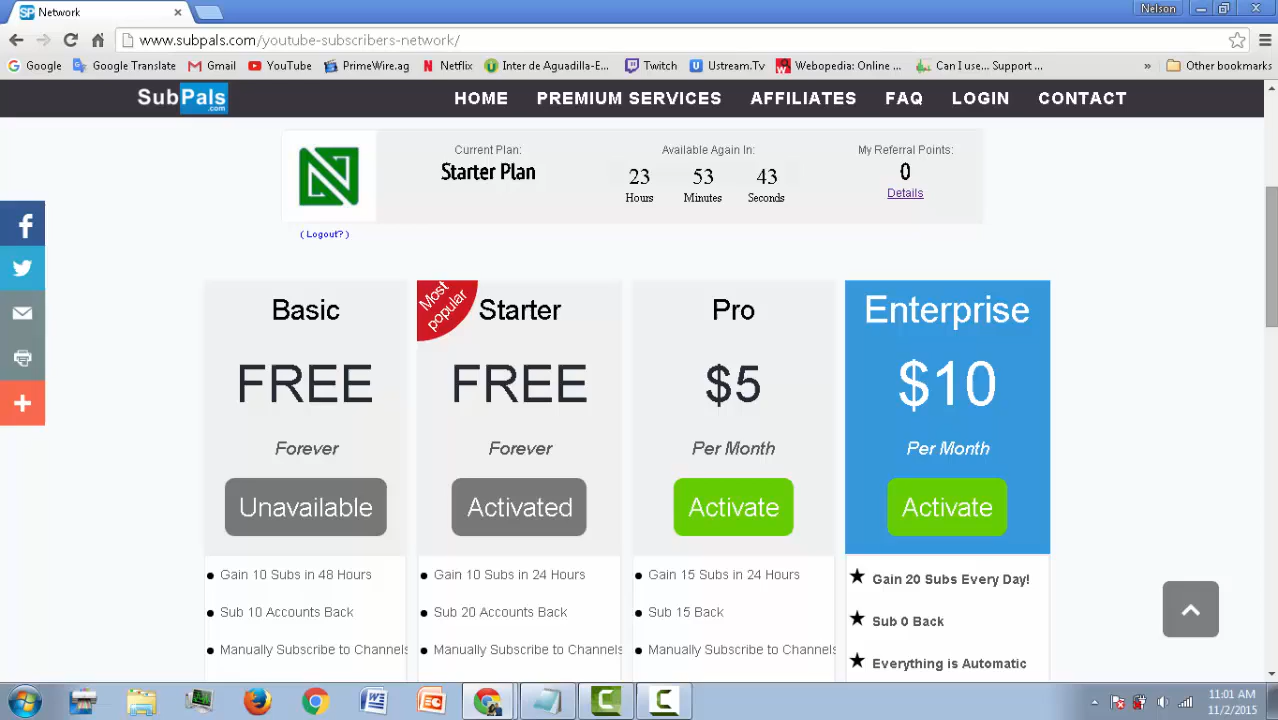 Network
Nelson
www.subpals.com/youtube-subscribers-network/
Google Google Translate Gmail YouTube PrimeWire.ag Netflix Inter de Aguadilla-E... Twitch Ustream.Tv Webopedia: Online ... Can I use... Support ... » Other bookmarks
SubPals.com HOME PREMIUM SERVICES AFFILIATES FAQ LOGIN CONTACT
Current Plan: Available Again In: My Referral Points:
Starter Plan 23 53 43 0
Hours Minutes Seconds Details
( Logout? )
Most popular
Basic Starter Pro Enterprise
FREE FREE $5 $10
Forever Forever Per Month Per Month
Unavailable Activated Activate Activate
Gain 10 Subs in 48 Hours Gain 10 Subs in 24 Hours Gain 15 Subs in 24 Hours Gain 20 Subs Every Day!
Sub 10 Accounts Back Sub 20 Accounts Back Sub 15 Back Sub 0 Back
Manually Subscribe to Channels Manually Subscribe to Channels Manually Subscribe to Channels Everything is Automatic
11:01 AM
11/2/2015